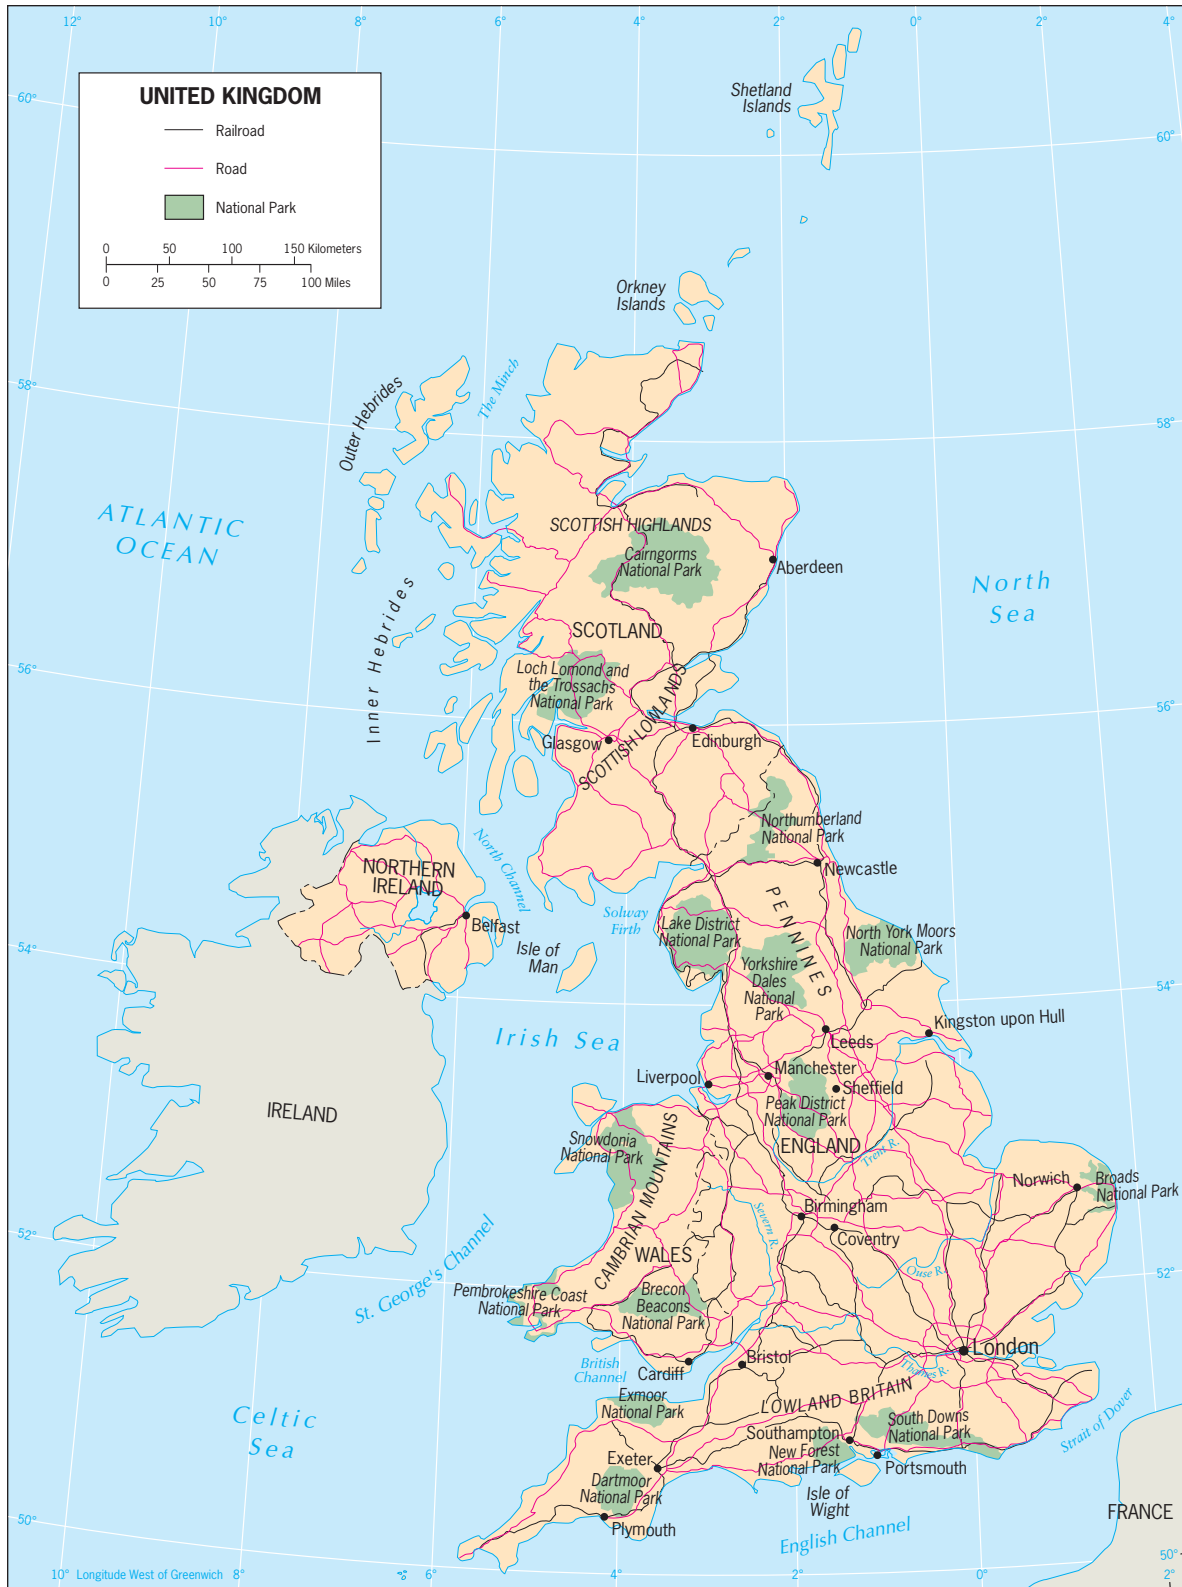 12°
10°
8°
6°
4°
2°
0°
2°
4°
UNITED KINGDOM
Railroad
Road
National Park
0 50 100 150 Kilometers
0 25 50 75 100 Miles
60°
60°
Shetland
Islands
Orkney
Islands
58°
58°
The Minch
Outer Hebrides
ATLANTIC
OCEAN
SCOTTISH HIGHLANDS
Cairngorms
National Park
Aberdeen
North
Sea
Inner Hebrides
SCOTLAND
56°
56°
Loch Lomond and
the Trossachs
National Park
SCOTTISH LOWLANDS
Glasgow
Edinburgh
Northumberland
National Park
North Channel
NORTHERN
IRELAND
Newcastle
Belfast
Solway
Firth
Lake District
National Park
PENNINES
North York Moors
National Park
54°
54°
Isle of
Man
Yorkshire
Dales
National
Park
Irish Sea
Leeds
Kingston upon Hull
Liverpool
Manchester
Sheffield
Peak District
National Park
IRELAND
ENGLAND
Trent R.
Snowdonia
National Park
CAMBRIAN MOUNTAINS
Norwich
Broads
National Park
Birmingham
Severn R.
Coventry
52°
52°
St. George's Channel
WALES
Ouse R.
Pembrokeshire Coast
National Park
Brecon
Beacons
National Park
London
Thames R.
British
Channel
Cardiff
Bristol
Exmoor
National Park
LOWLAND BRITAIN
South Downs
National Park
Strait of Dover
Celtic
Sea
Southampton
New Forest
National Park
Portsmouth
Exeter
Dartmoor
National Park
Isle of
Wight
Plymouth
English Channel
FRANCE
50°
50°
10° Longitude West of Greenwich
6°
4°
2°
0°
2°